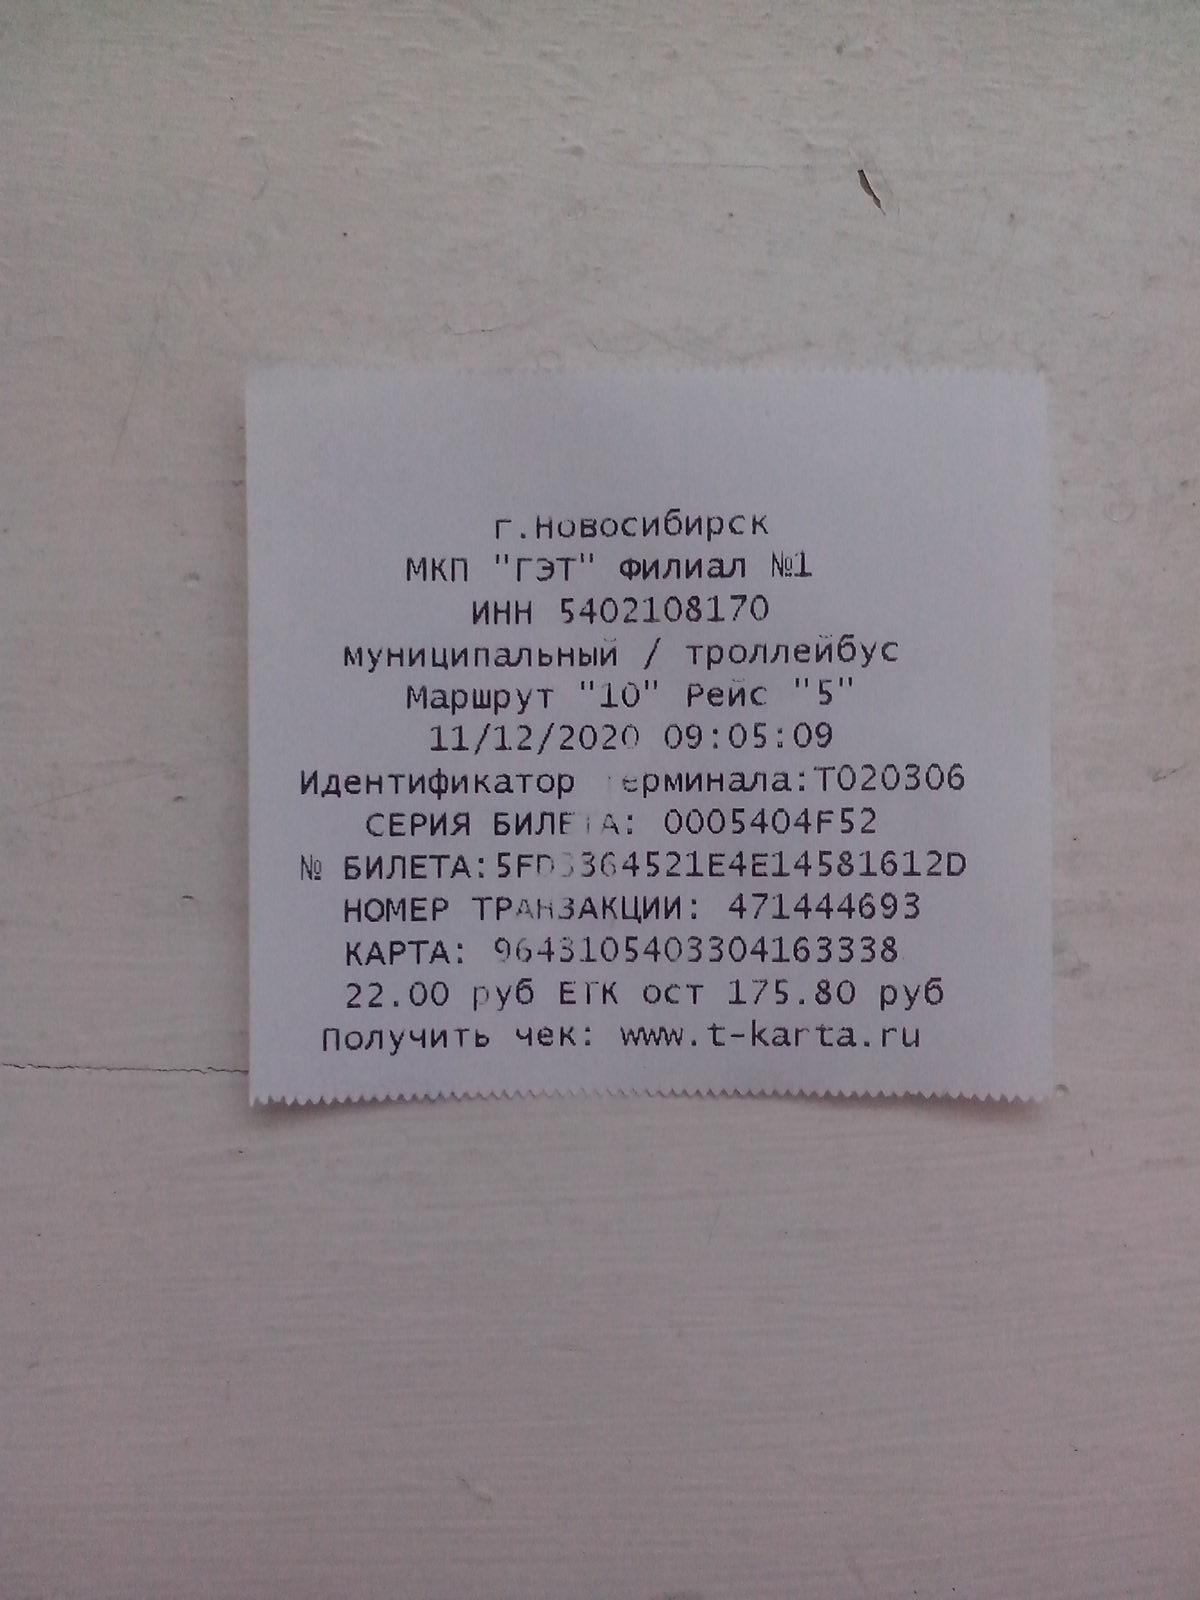 г.Новосибирск
МКП "ГЭТ" филиал №1
ИНН 5402108170
муниципальный / троллейбус
Маршрут "10" Рейс "5"
11/12/2020 09:05:09
Идентификатор терминала:T020306
СЕРИЯ БИЛЕТА: 0005404F52
№ БИЛЕТА:5FD3364521E4E14581612D
НОМЕР ТРАНЗАКЦИИ: 471444693
КАРТА: 9643105403304163338
22.00 руб ЕТК ост 175.80 руб
Получить чек: www.t-karta.ru